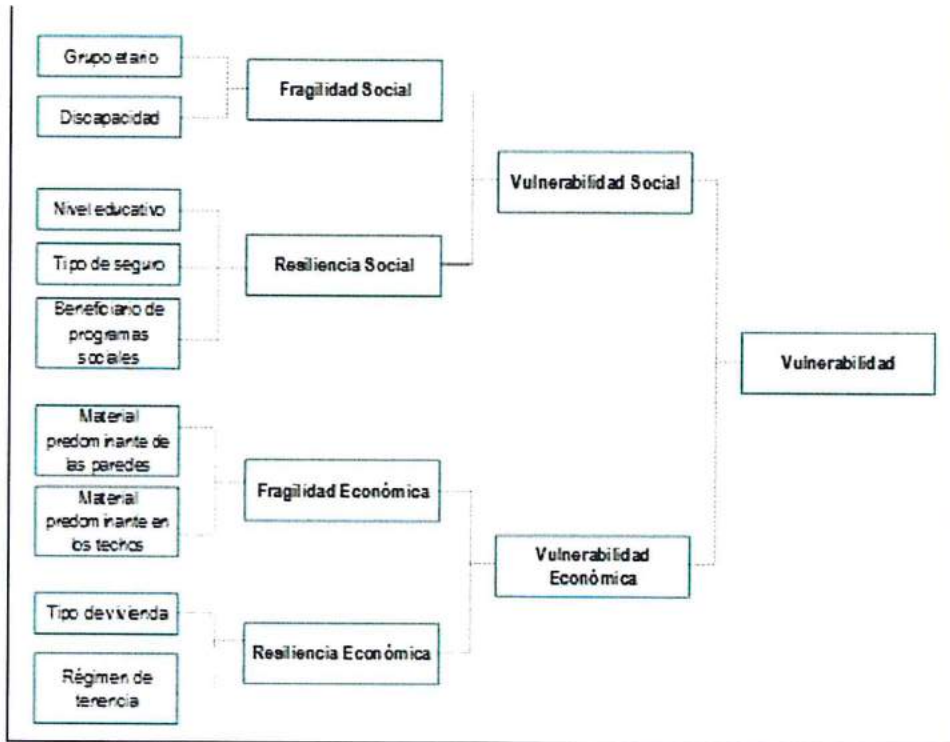 Grupo etario
Discapacidad
Fragilidad Social
Nivel educativo
Tipo de seguro
Beneficiario de
programas
sociales
Resiliencia Social
Vulnerabilidad Social
Material
predominante de
las paredes
Material
predominante en
los techos
Fragilidad Económica
Tipo de vivienda
Régimen de
tenencia
Resiliencia Económica
Vulnerabilidad
Económica
Vulnerabilidad